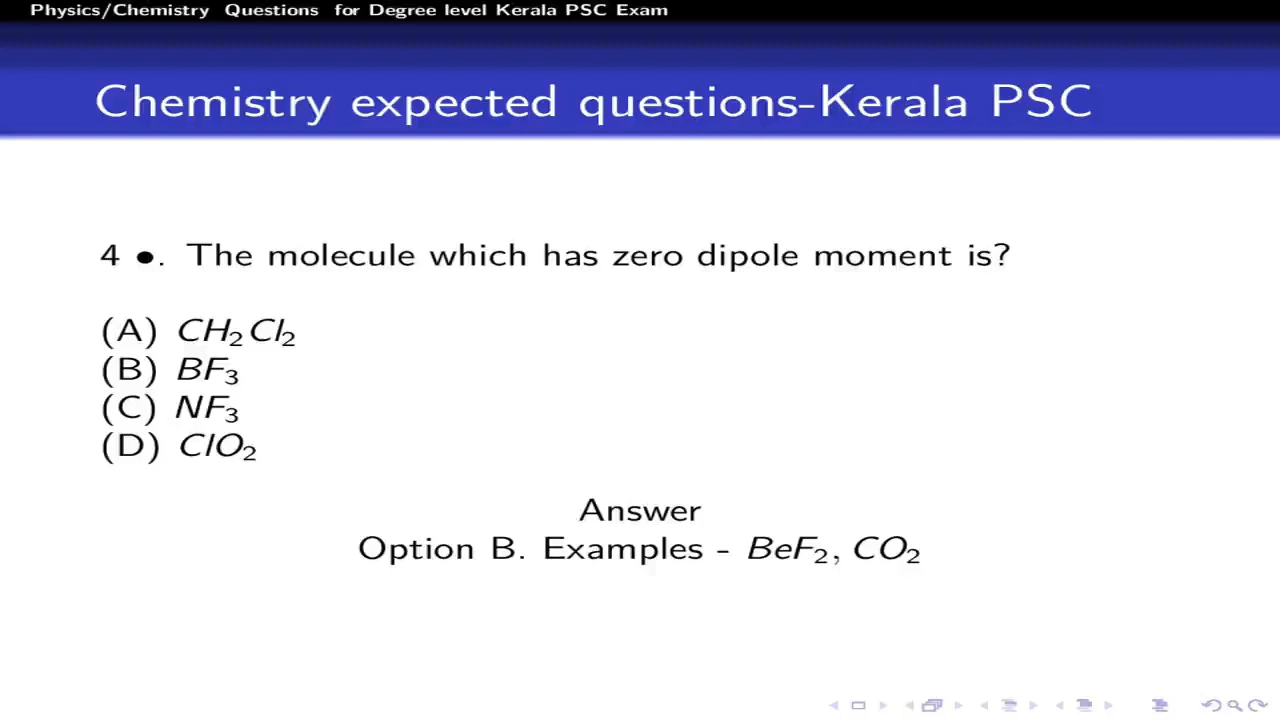 Physics/Chemistry Questions for Degree level Kerala PSC Exam
Chemistry expected questions-Kerala PSC
4 •. The molecule which has zero dipole moment is?
(A) CH₂Cl₂
(B) BF₃
(C) NF₃
(D) ClO₂
Answer
Option B. Examples - BeF₂, CO₂